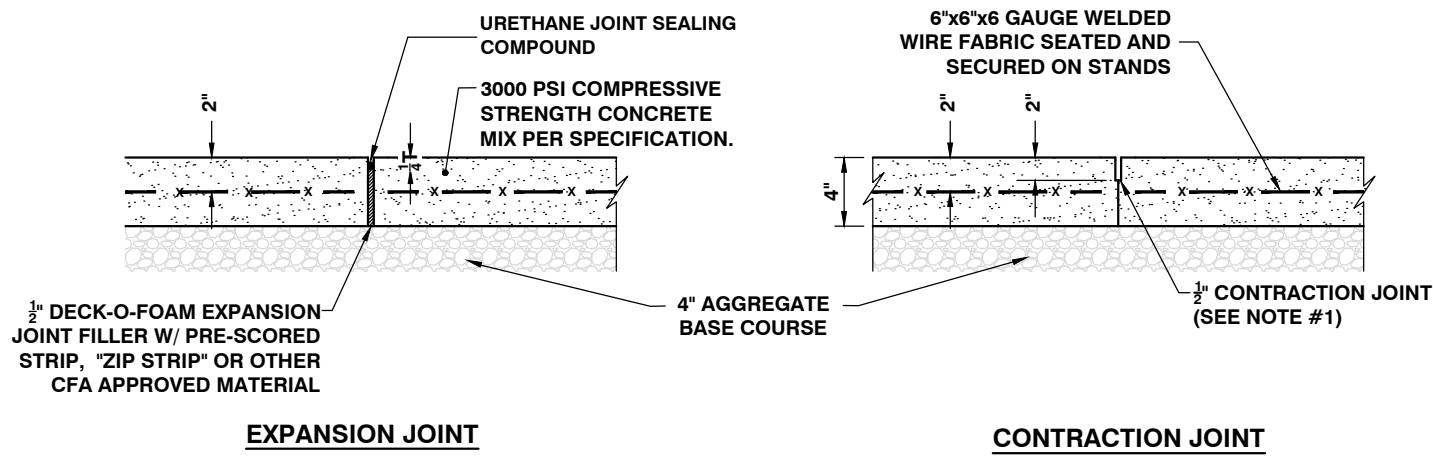 URETHANE JOINT SEALING
COMPOUND
3000 PSI COMPRESSIVE
STRENGTH CONCRETE
MIX PER SPECIFICATION.
2"
1/4 T
x x x x x x
1/2" DECK-O-FOAM EXPANSION
JOINT FILLER W/ PRE-SCORED
STRIP, "ZIP STRIP" OR OTHER
CFA APPROVED MATERIAL
4" AGGREGATE
BASE COURSE
EXPANSION JOINT
6"x6"x6 GAUGE WELDED
WIRE FABRIC SEATED AND
SECURED ON STANDS
2"
2"
4"
x x x x x x
1/2" CONTRACTION JOINT
(SEE NOTE #1)
CONTRACTION JOINT